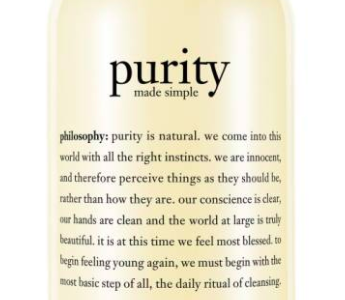 purity
made simple
philosophy: purity is natural. we come into this
world with all the right instincts. we are innocent,
and therefore perceive things as they should be,
rather than how they are. our conscience is clear,
our hands are clean and the world at large is truly
beautiful. it is at this time we feel most blessed. to
begin feeling young again, we must begin with the
most basic step of all, the daily ritual of cleansing.